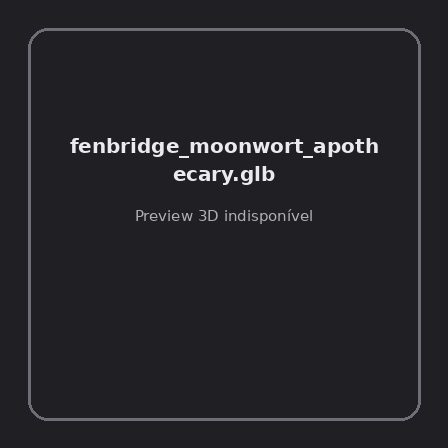 fenbridge_moonwort_apoth
ecary.glb
Preview 3D indisponível